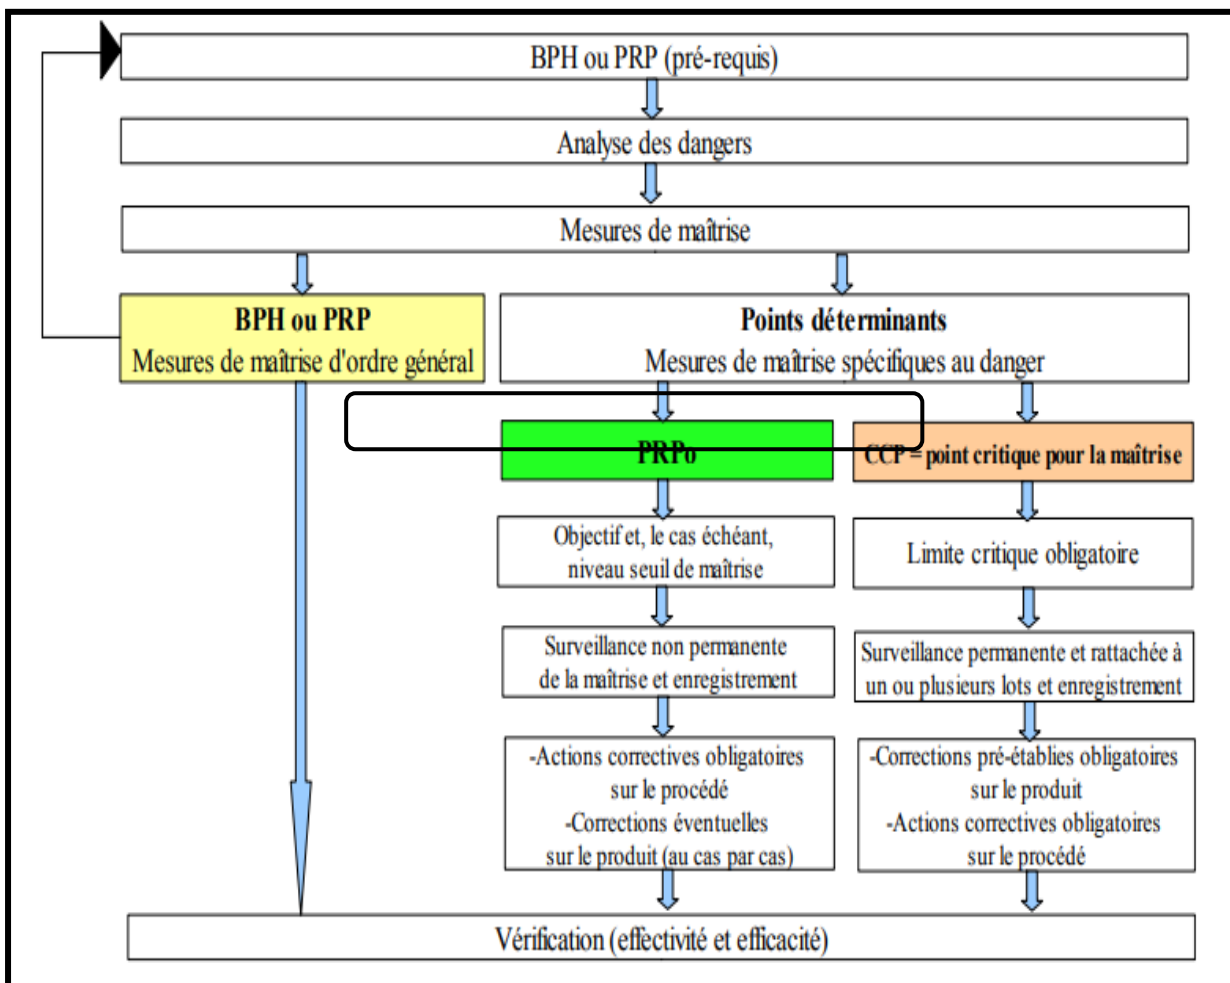 BPH ou PRP (pré-requis)
Analyse des dangers
Mesures de maîtrise
BPH ou PRP
Mesures de maîtrise d'ordre général
Points déterminants
Mesures de maîtrise spécifiques au danger
PRPo
CCP = point critique pour la maîtrise
Objectif et, le cas échéant,
niveau seuil de maîtrise
Limite critique obligatoire
Surveillance non permanente
de la maîtrise et enregistrement
Surveillance permanente et rattachée à
un ou plusieurs lots et enregistrement
-Actions correctives obligatoires
sur le procédé
-Corrections éventuelles
sur le produit (au cas par cas)
-Corrections pré-établies obligatoires
sur le produit
-Actions correctives obligatoires
sur le procédé
Vérification (effectivité et efficacité)